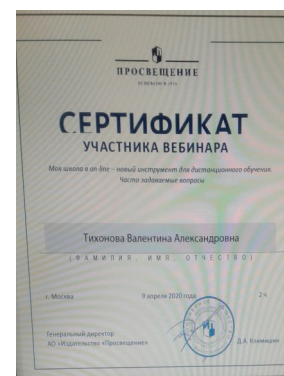 ПРОСВЕЩЕНИЕ
СЕРТИФИКАТ
УЧАСТНИКА ВЕБИНАРА
Моя школа в on-line – новый инструмент для дистанционного обучения.
Часто задаваемые вопросы
Тихонова Валентина Александровна
(ФАМИЛИЯ, ИМЯ, ОТЧЕСТВО)
г. Москва 9 апреля 2020 года 2 ч
Генеральный директор
АО «Издательство «Просвещение» Д.А. Климишин